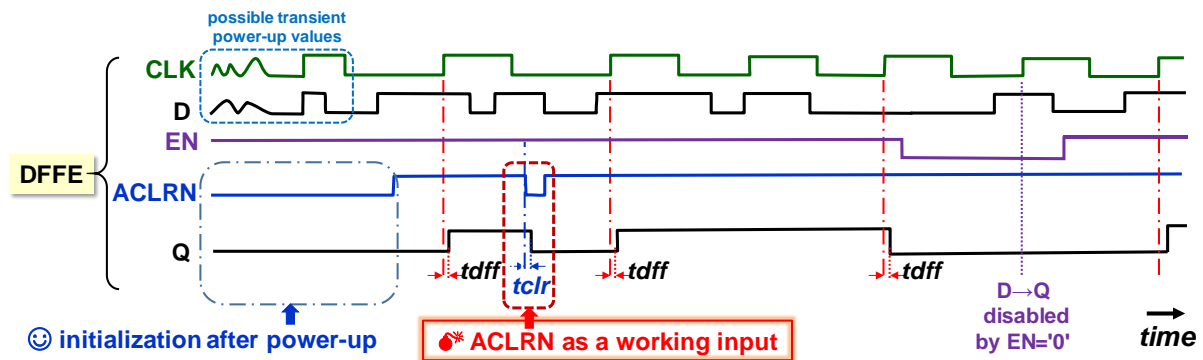 possible transient
power-up values
CLK
D
EN
DFFE
ACLRN
Q
tdff
tclr
tdff
tdff
D→Q
disabled
by EN='0'
time
☺ initialization after power-up
💣 ACLRN as a working input